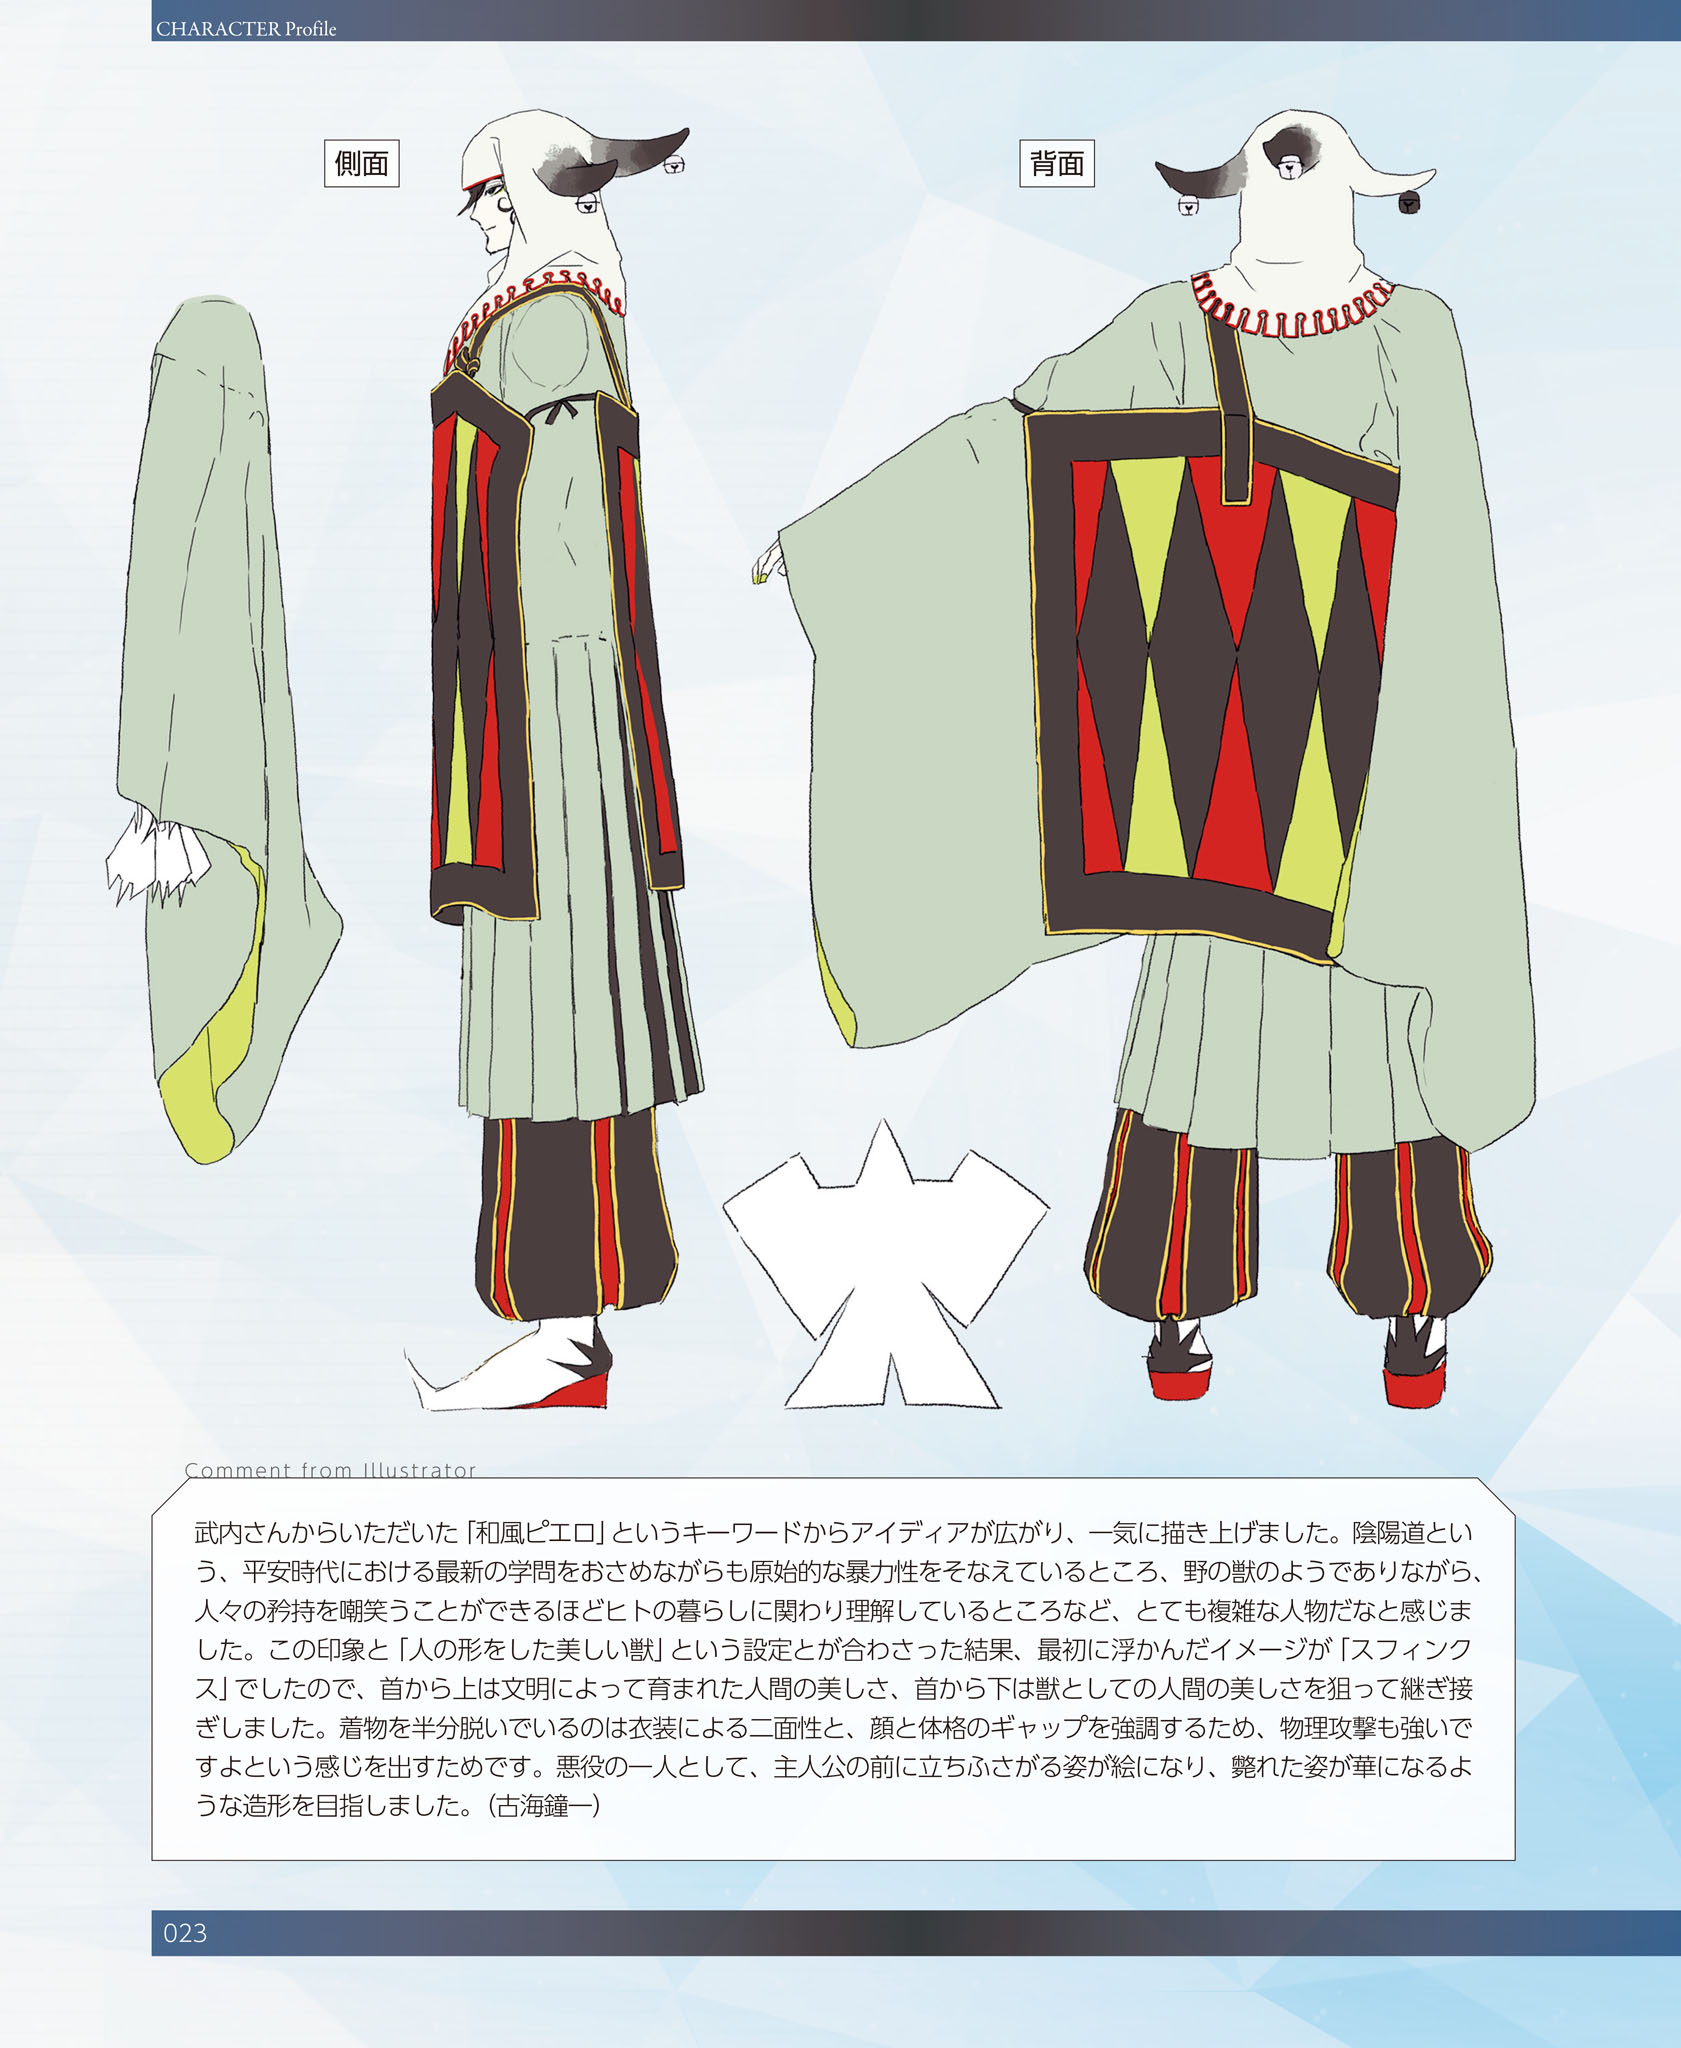 CHARACTER Profile
側面
背面
Comment from Illustrator
武内さんからいただいた「和風ピエロ」というキーワードからアイディアが広がり、一気に描き上げました。陰陽道とい
う、平安時代における最新の学問をおさめながらも原始的な暴力性をそなえているところ、野の獣のようでありながら、
人々の矜持を嘲笑うことができるほどヒトの暮らしに関わり理解しているところなど、とても複雑な人物だなと感じま
した。この印象と「人の形をした美しい獣」という設定とが合わさった結果、最初に浮かんだイメージが「スフィンク
ス」でしたので、首から上は文明によって育まれた人間の美しさ、首から下は獣としての人間の美しさを狙って継ぎ接
ぎしました。着物を半分脱いでいるのは衣装による二面性と、顔と体格のギャップを強調するため、物理攻撃も強いで
すよという感じを出すためです。悪役の一人として、主人公の前に立ちふさがる姿が絵になり、斃れた姿が華になるよ
うな造形を目指しました。（古海鐘一）
023